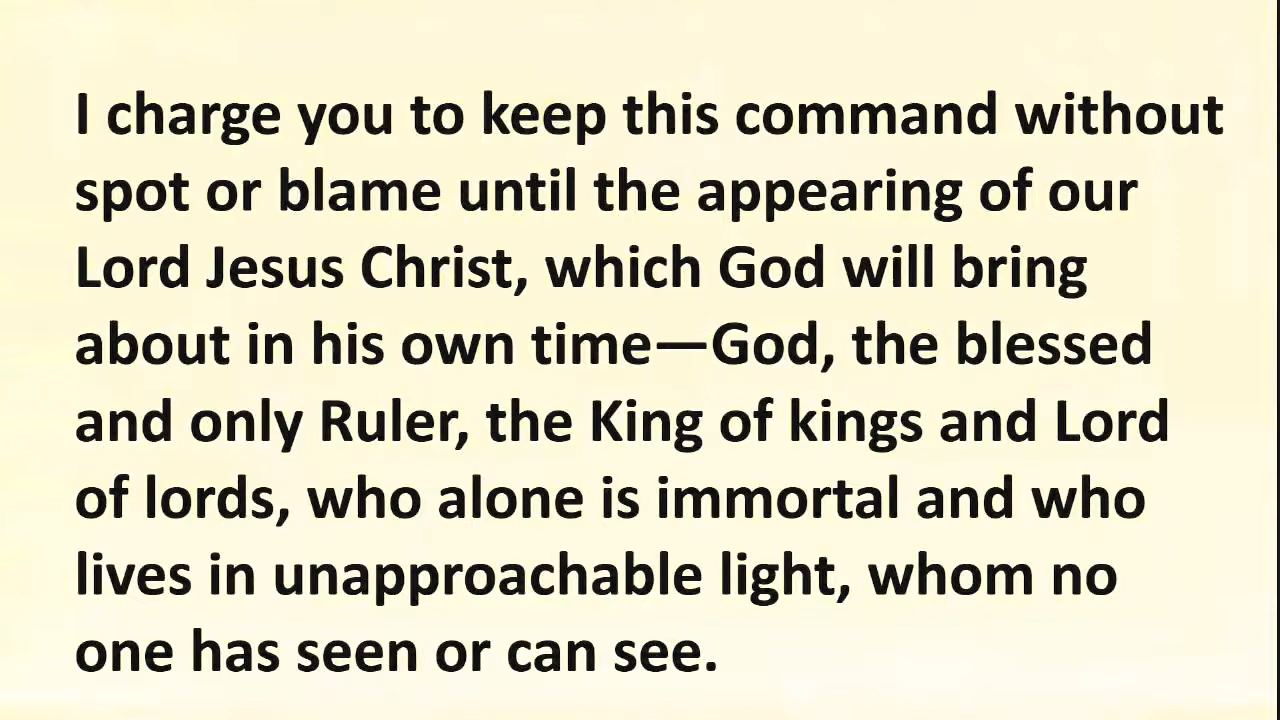 I charge you to keep this command without
spot or blame until the appearing of our
Lord Jesus Christ, which God will bring
about in his own time—God, the blessed
and only Ruler, the King of kings and Lord
of lords, who alone is immortal and who
lives in unapproachable light, whom no
one has seen or can see.